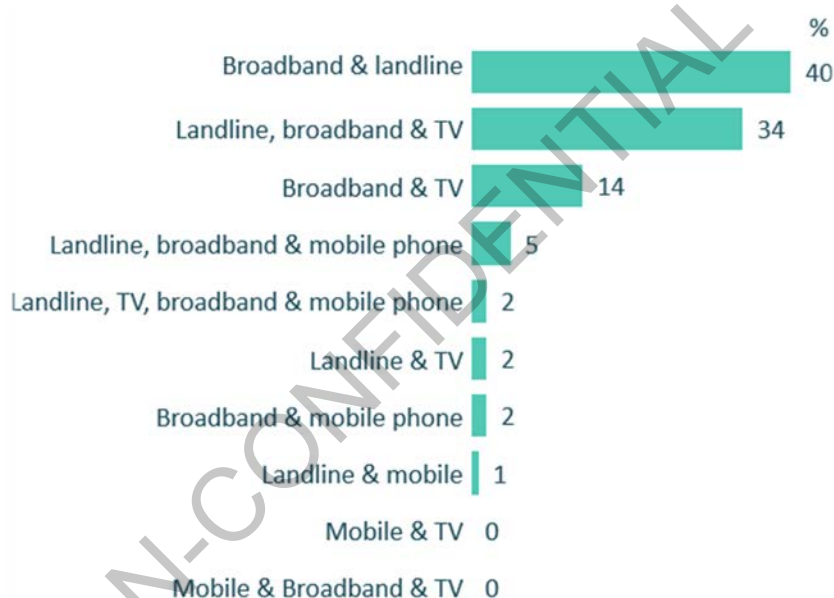 %
Broadband & landline 40
Landline, broadband & TV 34
Broadband & TV 14
Landline, broadband & mobile phone 5
Landline, TV, broadband & mobile phone 2
Landline & TV 2
Broadband & mobile phone 2
Landline & mobile 1
Mobile & TV 0
Mobile & Broadband & TV 0
N-CONFIDENTIAL